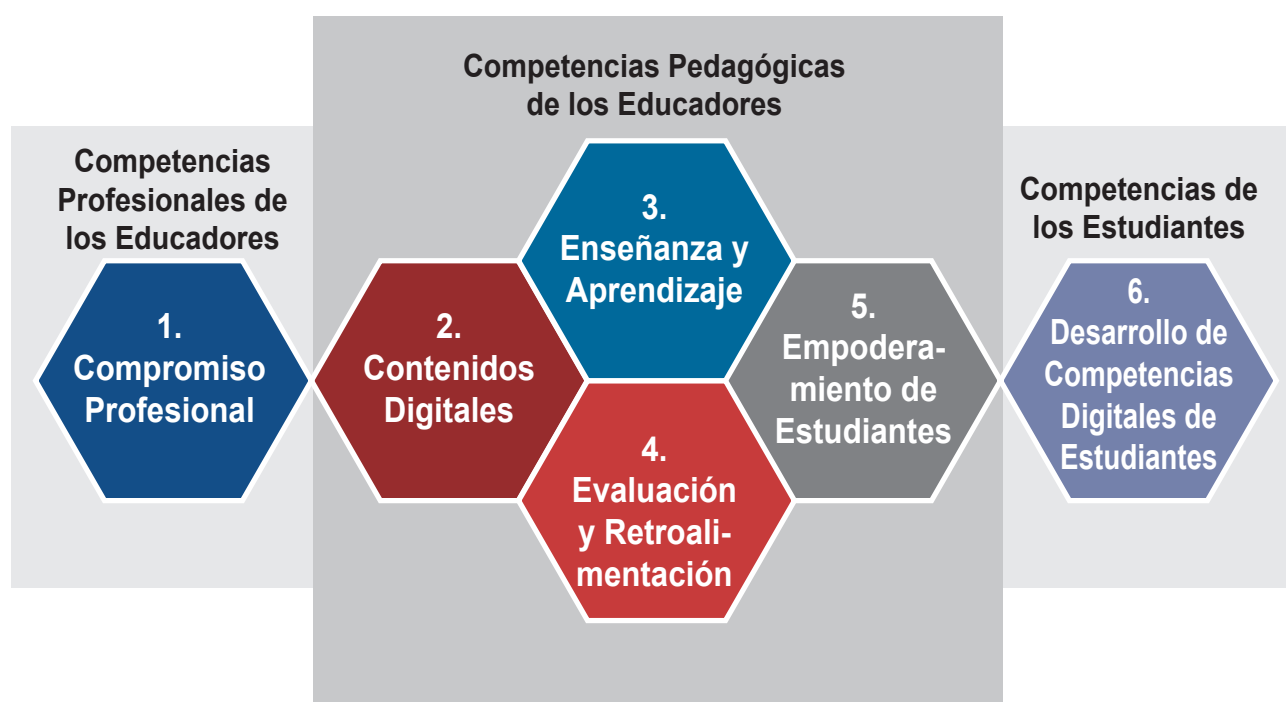 Competencias Pedagógicas
de los Educadores
Competencias
Profesionales de
los Educadores
Competencias de
los Estudiantes
1.
Compromiso
Profesional
2.
Contenidos
Digitales
3.
Enseñanza y
Aprendizaje
4.
Evaluación
y Retroali-
mentación
5.
Empodera-
miento de
Estudiantes
6.
Desarrollo de
Competencias
Digitales de
Estudiantes